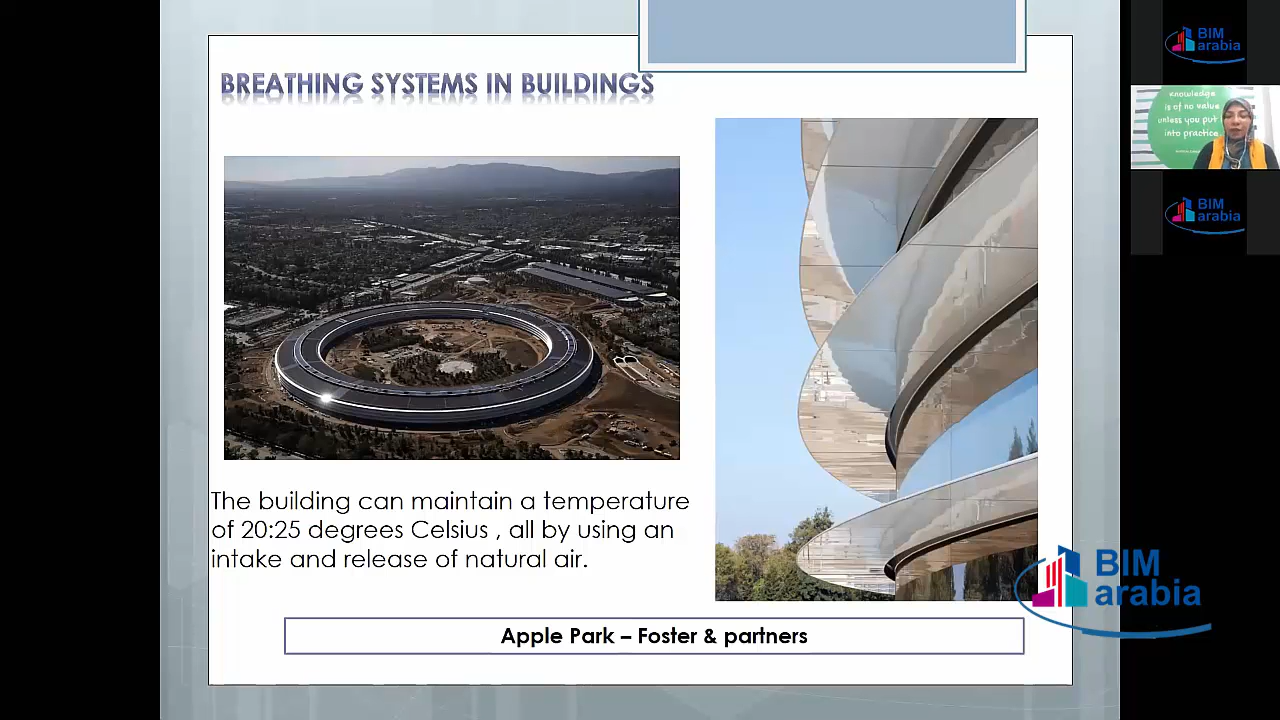 BREATHING SYSTEMS IN BUILDINGS
The building can maintain a temperature
of 20:25 degrees Celsius , all by using an
intake and release of natural air.
Apple Park – Foster & partners
BIM
arabia
BIM
arabia
knowledge
is of no value
unless you put
into practice
BIM
arabia